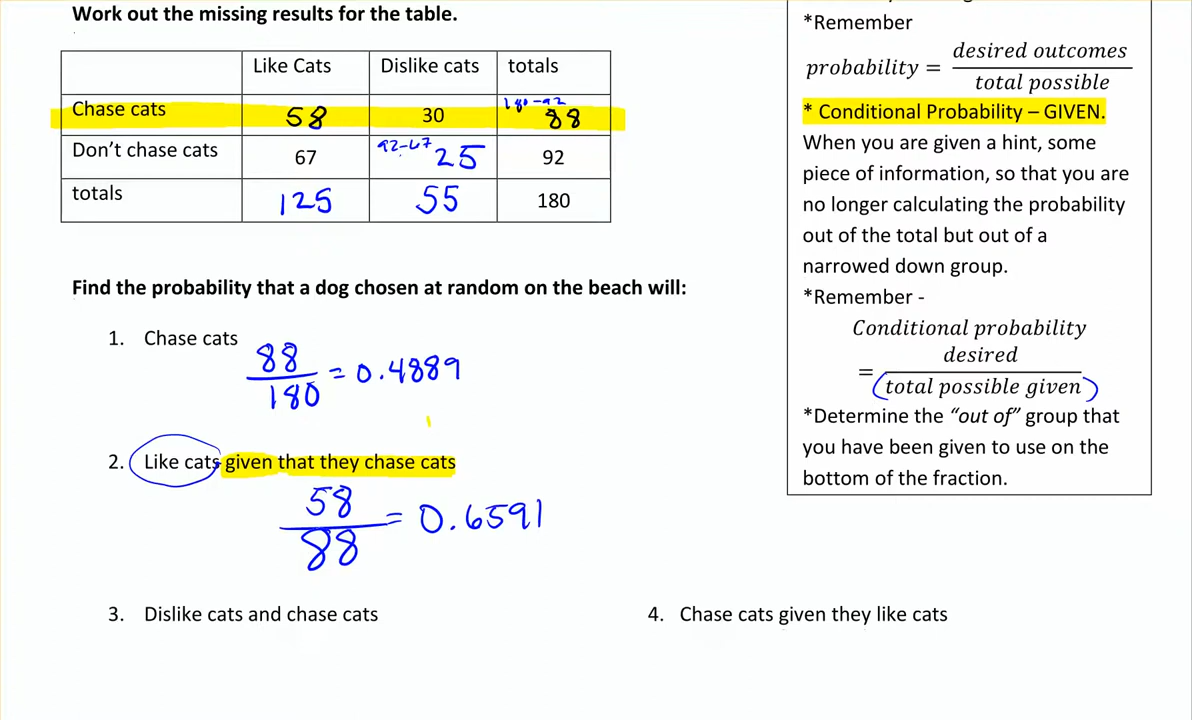 Work out the missing results for the table.
Like Cats Dislike cats totals
180-92
Chase cats 58 30 88
92-67
Don't chase cats 67 25 92
totals 125 55 180
Find the probability that a dog chosen at random on the beach will:
1. Chase cats
88
180 = 0.4889
2. Like cats given that they chase cats
58
88 = 0.6591
3. Dislike cats and chase cats
4. Chase cats given they like cats
*Remember
probability = desired outcomes
total possible
* Conditional Probability – GIVEN.
When you are given a hint, some
piece of information, so that you are
no longer calculating the probability
out of the total but out of a
narrowed down group.
*Remember -
Conditional probability
desired
= total possible given
*Determine the "out of" group that
you have been given to use on the
bottom of the fraction.